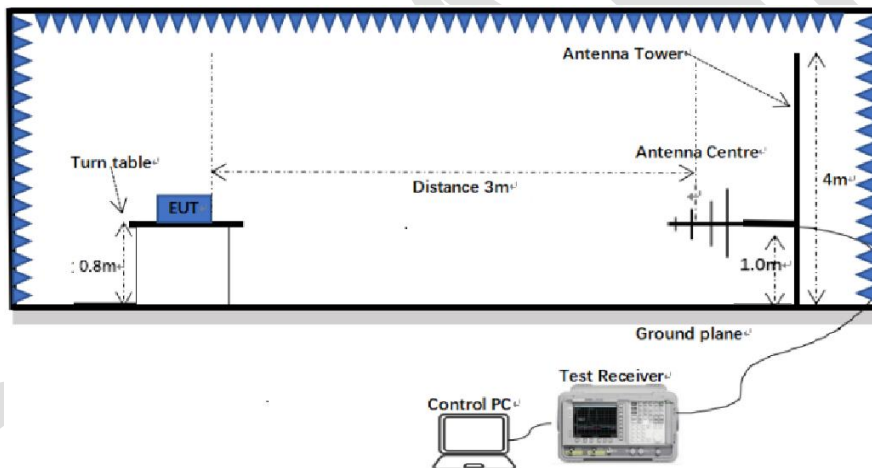 Antenna Tower
Turn table
Antenna Centre
Distance 3m
4m
EUT
0.8m
1.0m
Ground plane
Test Receiver
Control PC